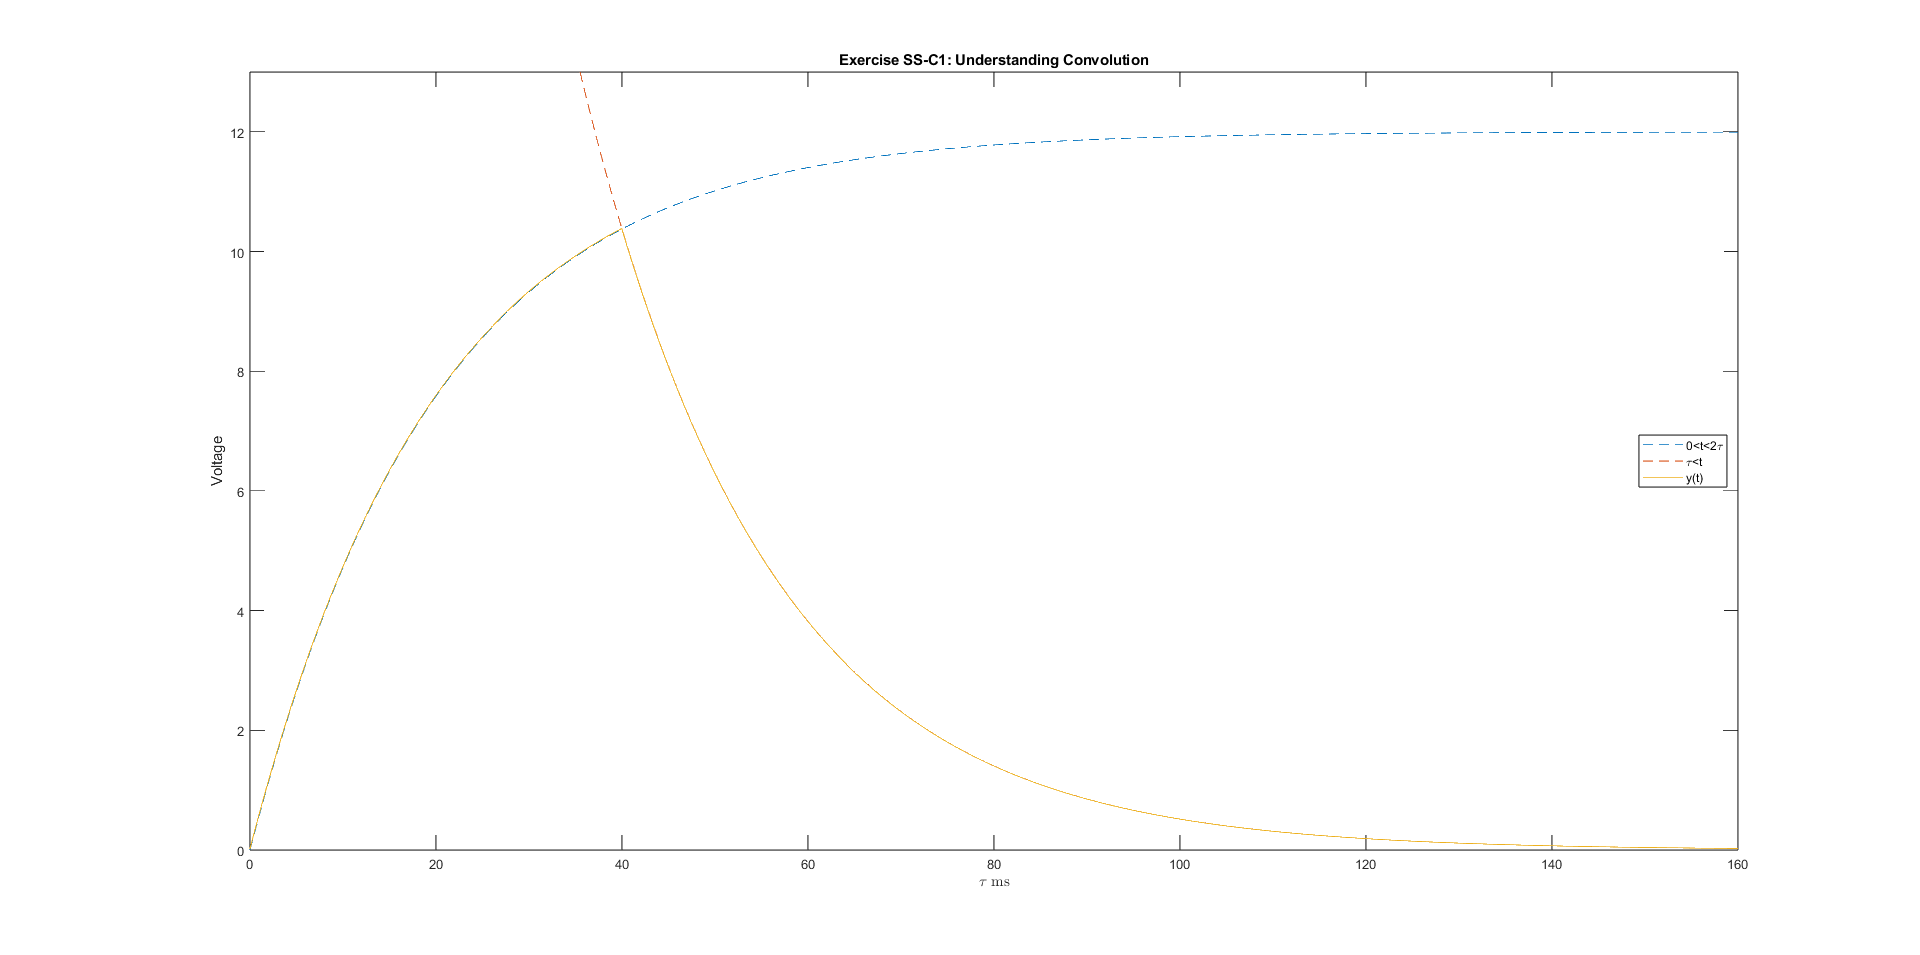 Exercise SS-C1: Understanding Convolution
Voltage
12
10
8
6
4
2
0
0 20 40 60 80 100 120 140 160
τ ms
0<t<2τ
τ<t
y(t)